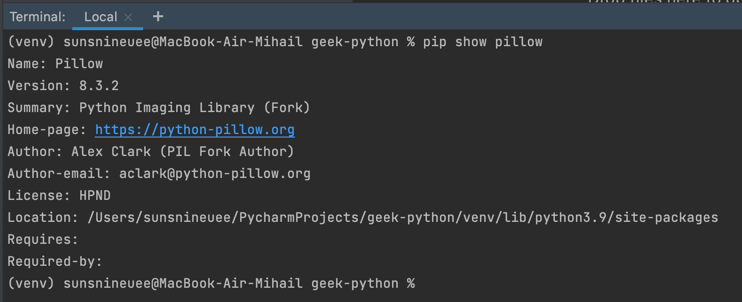 Terminal: Local × +
(venv) sunsnineuee@MacBook-Air-Mihail geek-python % pip show pillow
Name: Pillow
Version: 8.3.2
Summary: Python Imaging Library (Fork)
Home-page: https://python-pillow.org
Author: Alex Clark (PIL Fork Author)
Author-email: aclark@python-pillow.org
License: HPND
Location: /Users/sunsnineuee/PycharmProjects/geek-python/venv/lib/python3.9/site-packages
Requires:
Required-by:
(venv) sunsnineuee@MacBook-Air-Mihail geek-python %